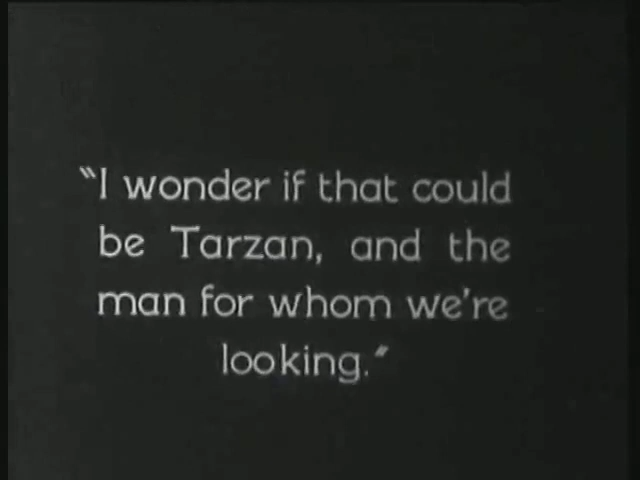 "I wonder if that could
be Tarzan, and the
man for whom we're
looking."